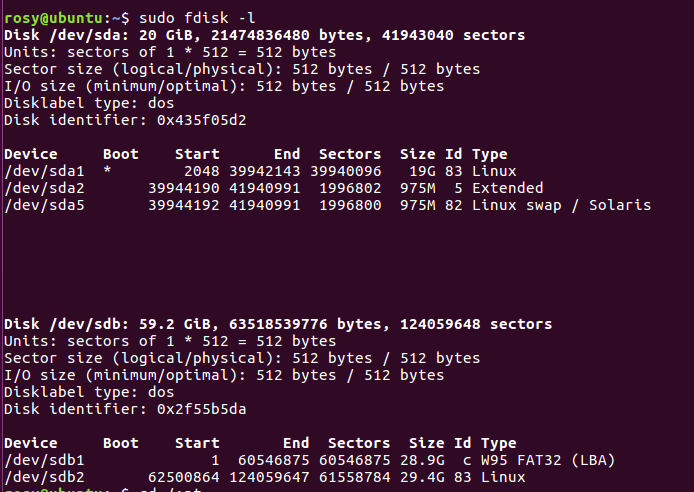 rosy@ubuntu:~$ sudo fdisk -l
Disk /dev/sda: 20 GiB, 21474836480 bytes, 41943040 sectors
Units: sectors of 1 * 512 = 512 bytes
Sector size (logical/physical): 512 bytes / 512 bytes
I/O size (minimum/optimal): 512 bytes / 512 bytes
Disklabel type: dos
Disk identifier: 0x435f05d2
Device     Boot    Start      End  Sectors  Size Id Type
/dev/sda1  *        2048 39942143 39940096   19G 83 Linux
/dev/sda2       39944190 41940991  1996802  975M  5 Extended
/dev/sda5       39944192 41940991  1996800  975M 82 Linux swap / Solaris
Disk /dev/sdb: 59.2 GiB, 63518539776 bytes, 124059648 sectors
Units: sectors of 1 * 512 = 512 bytes
Sector size (logical/physical): 512 bytes / 512 bytes
I/O size (minimum/optimal): 512 bytes / 512 bytes
Disklabel type: dos
Disk identifier: 0x2f55b5da
Device     Boot    Start       End  Sectors  Size Id Type
/dev/sdb1              1  60546875 60546875 28.9G  c W95 FAT32 (LBA)
/dev/sdb2       62500864 124059647 61558784 29.4G 83 Linux